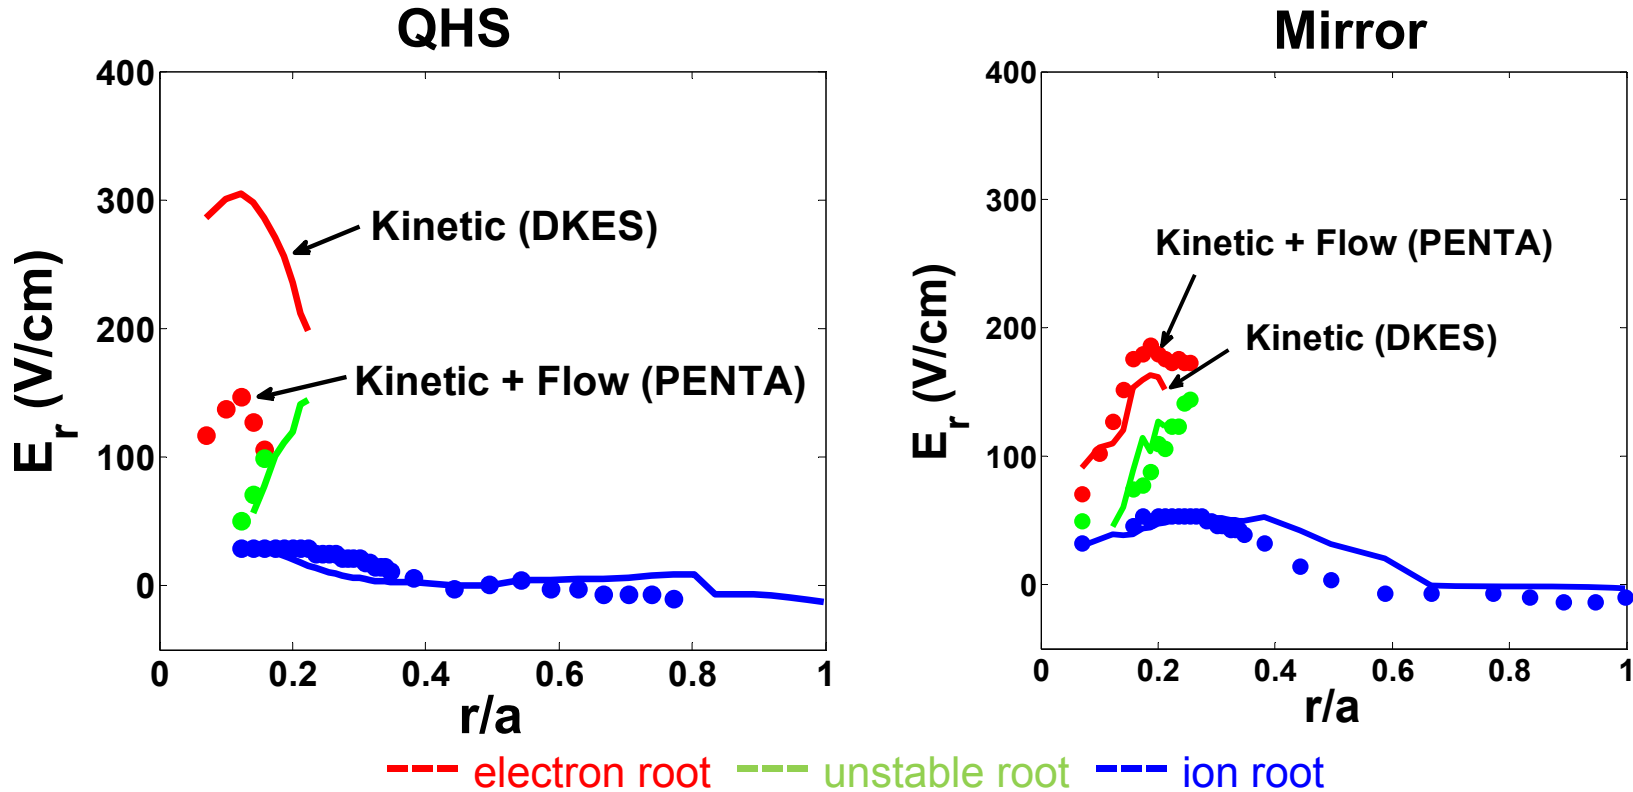 QHS
Mirror
400
300
200
100
0
E_r (V/cm)
Kinetic (DKES)
Kinetic + Flow (PENTA)
0 0.2 0.4 0.6 0.8 1
r/a
400
300
200
100
0
E_r (V/cm)
Kinetic + Flow (PENTA)
Kinetic (DKES)
0 0.2 0.4 0.6 0.8 1
r/a
electron root unstable root ion root